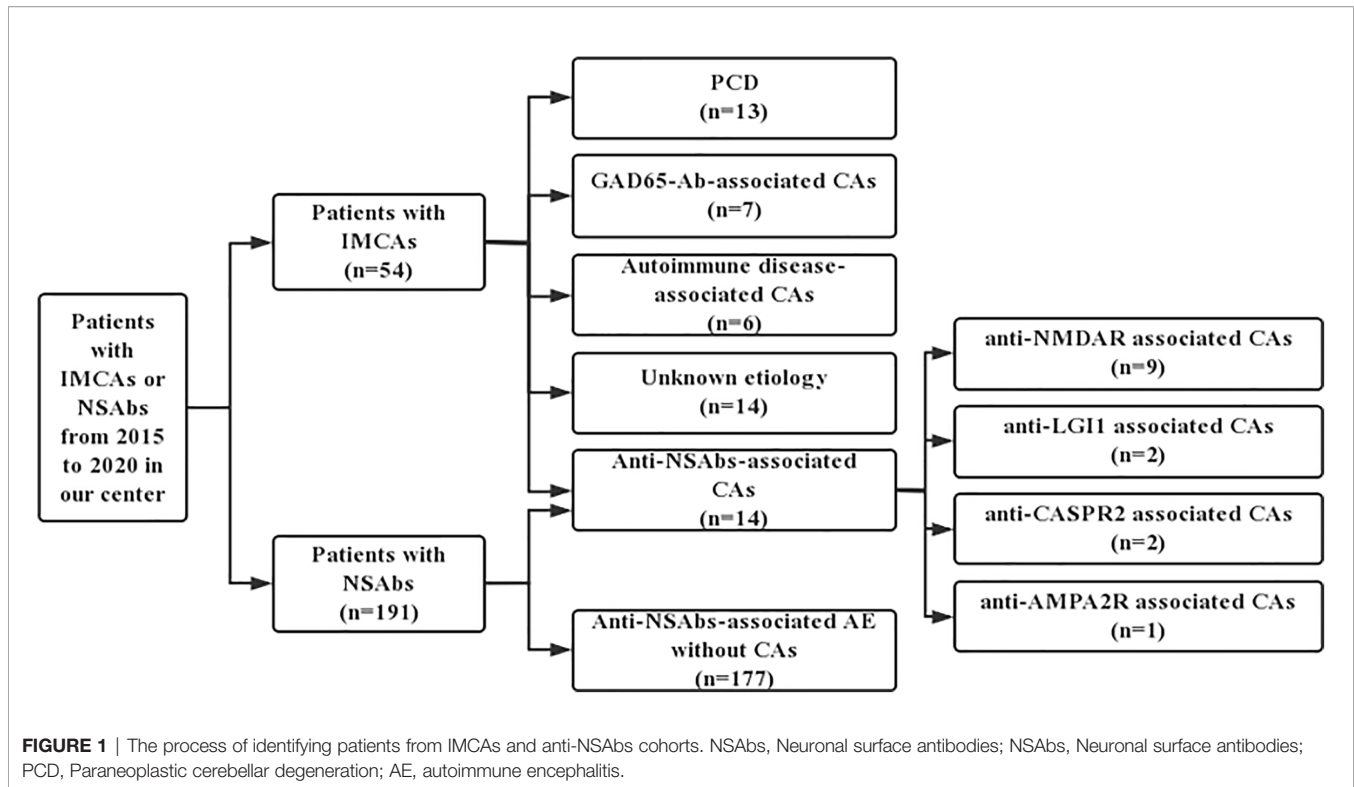 Patients
with
IMCAs or
NSAbs
from 2015
to 2020 in
our center
Patients with
IMCAs
(n=54)
Patients with
NSAbs
(n=191)
PCD
(n=13)
GAD65-Ab-associated CAs
(n=7)
Autoimmune disease-
associated CAs
(n=6)
Unknown etiology
(n=14)
Anti-NSAbs-associated
CAs
(n=14)
Anti-NSAbs-associated AE
without CAs
(n=177)
anti-NMDAR associated CAs
(n=9)
anti-LGI1 associated CAs
(n=2)
anti-CASPR2 associated CAs
(n=2)
anti-AMPA2R associated CAs
(n=1)
FIGURE 1 | The process of identifying patients from IMCAs and anti-NSAbs cohorts. NSAbs, Neuronal surface antibodies; NSAbs, Neuronal surface antibodies;
PCD, Paraneoplastic cerebellar degeneration; AE, autoimmune encephalitis.